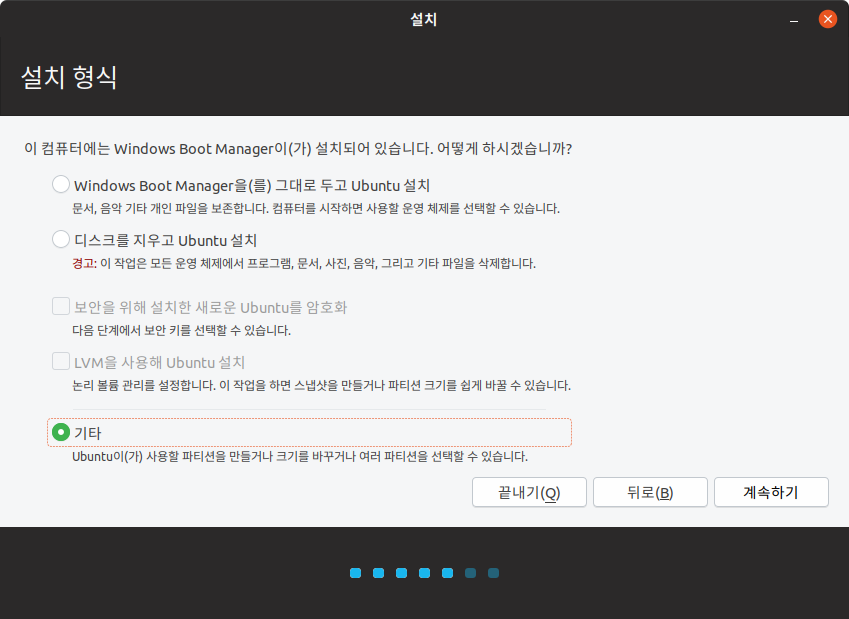 설치
설치 형식
이 컴퓨터에는 Windows Boot Manager이(가) 설치되어 있습니다. 어떻게 하시겠습니까?
Windows Boot Manager을(를) 그대로 두고 Ubuntu 설치
문서, 음악 기타 개인 파일을 보존합니다. 컴퓨터를 시작하면 사용할 운영 체제를 선택할 수 있습니다.
디스크를 지우고 Ubuntu 설치
경고: 이 작업은 모든 운영 체제에서 프로그램, 문서, 사진, 음악, 그리고 기타 파일을 삭제합니다.
보안을 위해 설치한 새로운 Ubuntu를 암호화
다음 단계에서 보안 키를 선택할 수 있습니다.
LVM을 사용해 Ubuntu 설치
논리 볼륨 관리를 설정합니다. 이 작업을 하면 스냅샷을 만들거나 파티션 크기를 쉽게 바꿀 수 있습니다.
기타
Ubuntu이(가) 사용할 파티션을 만들거나 크기를 바꾸거나 여러 파티션을 선택할 수 있습니다.
끝내기(Q) 뒤로(B) 계속하기